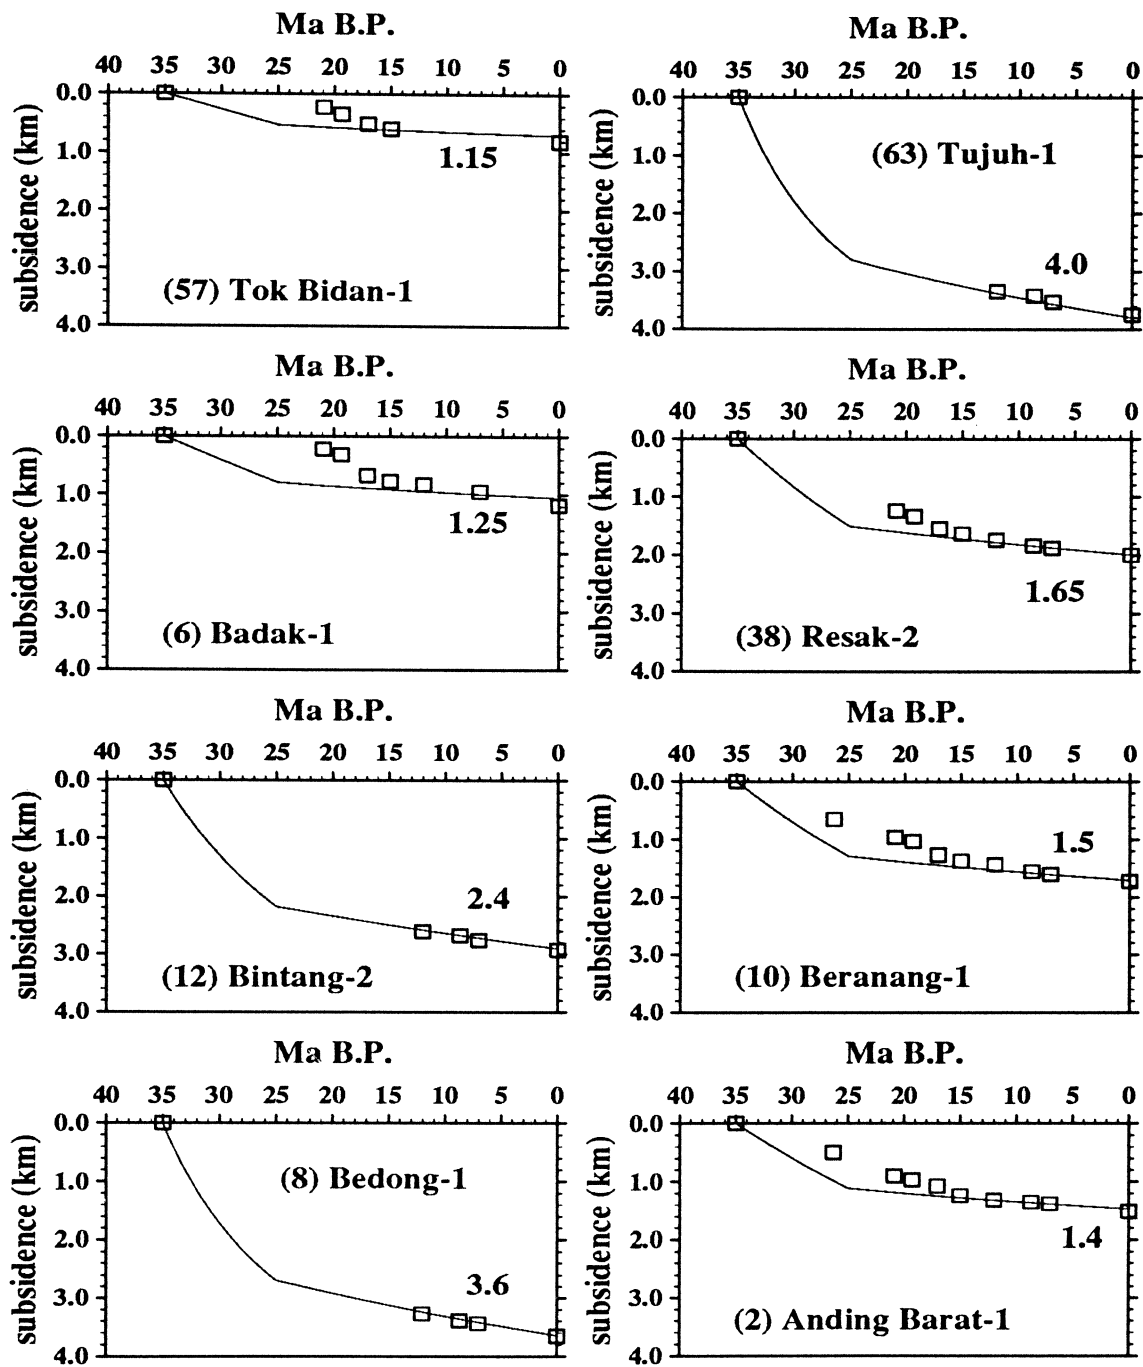 Ma B.P.
40 35 30 25 20 15 10 5 0
0.0
1.0
2.0
3.0
4.0
subsidence (km)
1.15
(57) Tok Bidan-1
Ma B.P.
40 35 30 25 20 15 10 5 0
0.0
1.0
2.0
3.0
4.0
subsidence (km)
(63) Tujuh-1
4.0
Ma B.P.
40 35 30 25 20 15 10 5 0
0.0
1.0
2.0
3.0
4.0
subsidence (km)
1.25
(6) Badak-1
Ma B.P.
40 35 30 25 20 15 10 5 0
0.0
1.0
2.0
3.0
4.0
subsidence (km)
1.65
(38) Resak-2
Ma B.P.
40 35 30 25 20 15 10 5 0
0.0
1.0
2.0
3.0
4.0
subsidence (km)
2.4
(12) Bintang-2
Ma B.P.
40 35 30 25 20 15 10 5 0
0.0
1.0
2.0
3.0
4.0
subsidence (km)
1.5
(10) Beranang-1
Ma B.P.
40 35 30 25 20 15 10 5 0
0.0
1.0
2.0
3.0
4.0
subsidence (km)
(8) Bedong-1
3.6
Ma B.P.
40 35 30 25 20 15 10 5 0
0.0
1.0
2.0
3.0
4.0
subsidence (km)
1.4
(2) Anding Barat-1